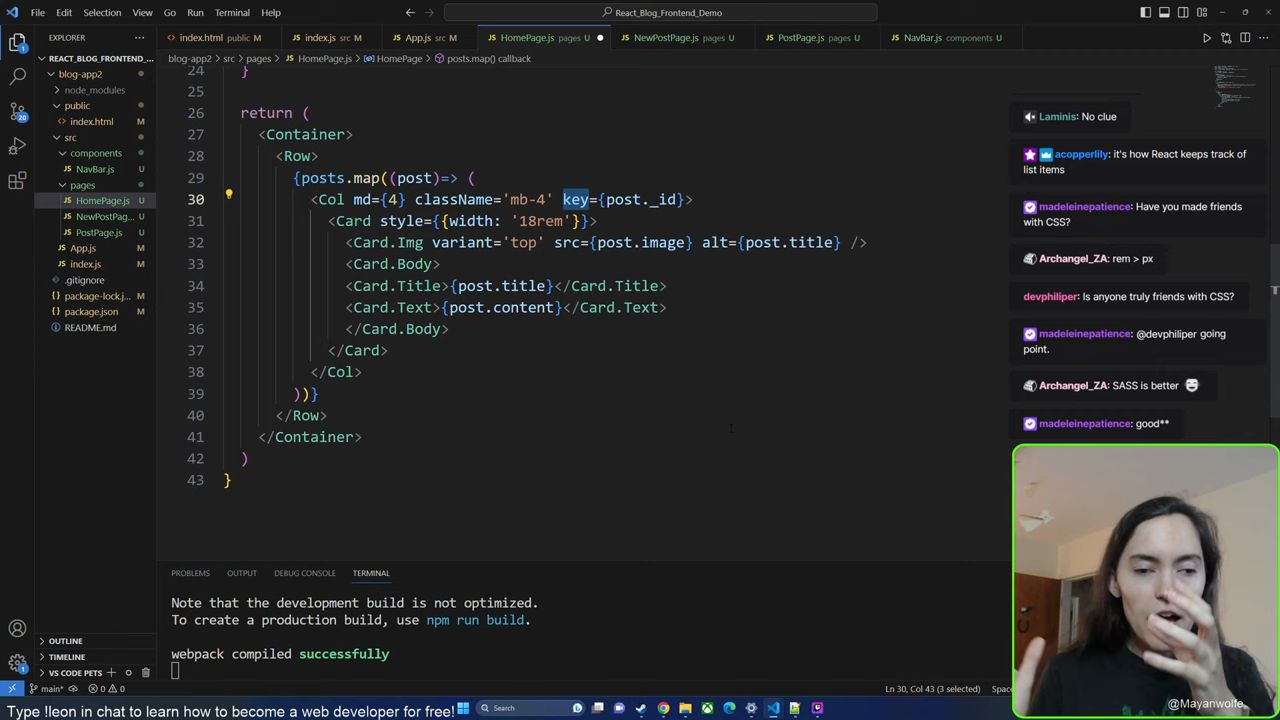 File Edit Selection View Go Run Terminal Help
React_Blog_Frontend_Demo
EXPLORER
index.html public M
index.js src M
App.js M
HomePage.js pages U
NewPostPage.js pages U
PostPage.js pages U
NavBar.js components U
REACT_BLOG_FRONTEND_...
blog-app2
node_modules
public
index.html U
src
components
NavBar.js U
pages
HomePage.js U
NewPostPag... U
PostPage.js U
App.js U
index.js U
.gitignore
package-lock.j... U
package.json U
README.md
OUTLINE
TIMELINE
VS CODE PETS
1
20
1
blog-app2 > src > pages > HomePage.js > HomePage > posts.map() callback
24 }
25
26 return (
27 <Container>
28 <Row>
29 {posts.map((post)=> (
30 <Col md={4} className='mb-4' key={post._id}>
31 <Card style={{width: '18rem'}}>
32 <Card.Img variant='top' src={post.image} alt={post.title} />
33 <Card.Body>
34 <Card.Title>{post.title}</Card.Title>
35 <Card.Text>{post.content}</Card.Text>
36 </Card.Body>
37 </Card>
38 </Col>
39 ))}
40 </Row>
41 </Container>
42 )
43 }
PROBLEMS OUTPUT DEBUG CONSOLE TERMINAL
Note that the development build is not optimized.
To create a production build, use npm run build.
webpack compiled successfully
Laminis: No clue
acopperlily: it's how React keeps track of
list items
madeleinepatience: Have you made friends
with CSS?
Archangel_ZA: rem > px
devphiliper: Is anyone truly friends with CSS?
madeleinepatience: @devphiliper going
point.
Archangel_ZA: SASS is better
madeleinepatience: good**
@Mayanwolfe
main* 0 0 Ln 30, Col 43 (3 selected) Spac
Type !leon in chat to learn how to become a web developer for free!
Search